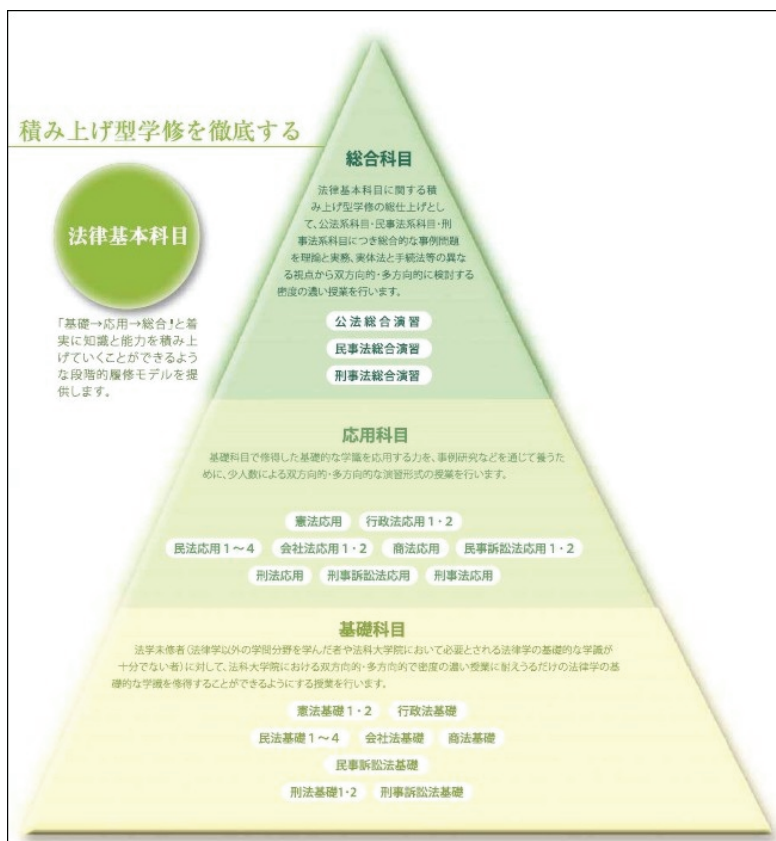 積み上げ型学修を徹底する
法律基本科目
「基礎→応用→総合」と着
実に知識と能力を積み上
げていくことができるよう
な段階的履修モデルを提
供します。
総合科目
法律基本科目に関する積
み上げ型学修の総仕上げとし
て、公法系科目・民事法系科目・刑
事法系科目につき総合的な事例問題
を理論と実務、実体法と手続法等の異な
る視点から双方向的・多方向的に検討する
密度の濃い授業を行います。
公法総合演習
民事法総合演習
刑事法総合演習
応用科目
基礎科目で修得した基礎的な学識を応用する力を、事例研究などを通じて養うた
めに、少人数による双方向的・多方向的な演習形式の授業を行います。
憲法応用 行政法応用1・2
民法応用1～4 会社法応用1・2 商法応用 民事訴訟法応用1・2
刑法応用 刑事訴訟法応用 刑事法応用
基礎科目
法学未修者（法律学以外の学問分野を学んだ者や法科大学院において必要とされる法律学の基礎的な学識が
十分でない者）に対して、法科大学院における双方向的・多方向的で密度の濃い授業に耐えうるだけの法律学の基
礎的な学識を修得することができるようにする授業を行います。
憲法基礎1・2 行政法基礎
民法基礎1～4 会社法基礎 商法基礎
民事訴訟法基礎
刑法基礎1・2 刑事訴訟法基礎